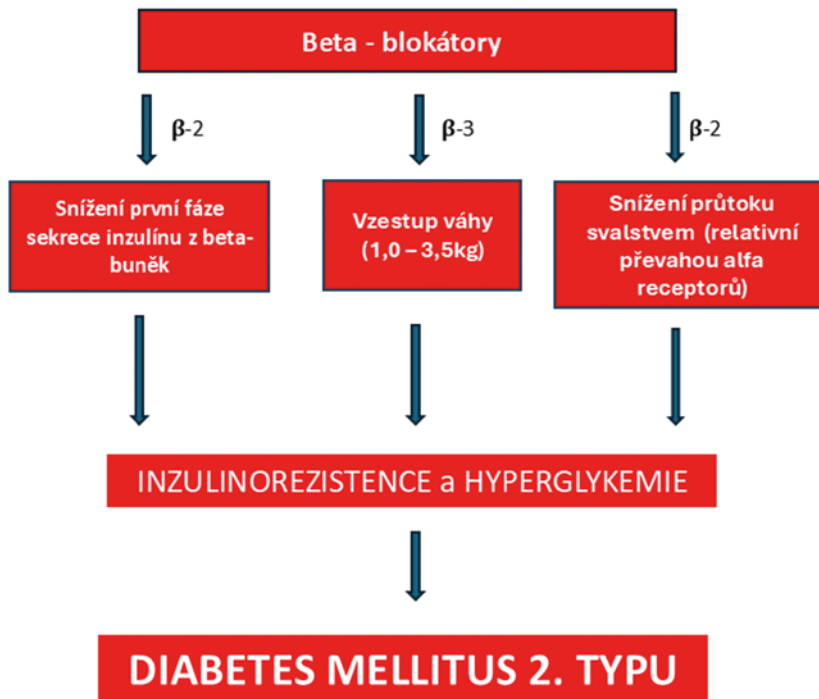 Beta - blokátory
β-2
β-3
β-2
Snížení první fáze
sekrece inzulínu z beta-
buněk
Vzestup váhy
(1,0 – 3,5kg)
Snížení průtoku
svalstvem (relativní
převahou alfa
receptorů)
INZULINOREZISTENCE a HYPERGLYKEMIE
DIABETES MELLITUS 2. TYPU